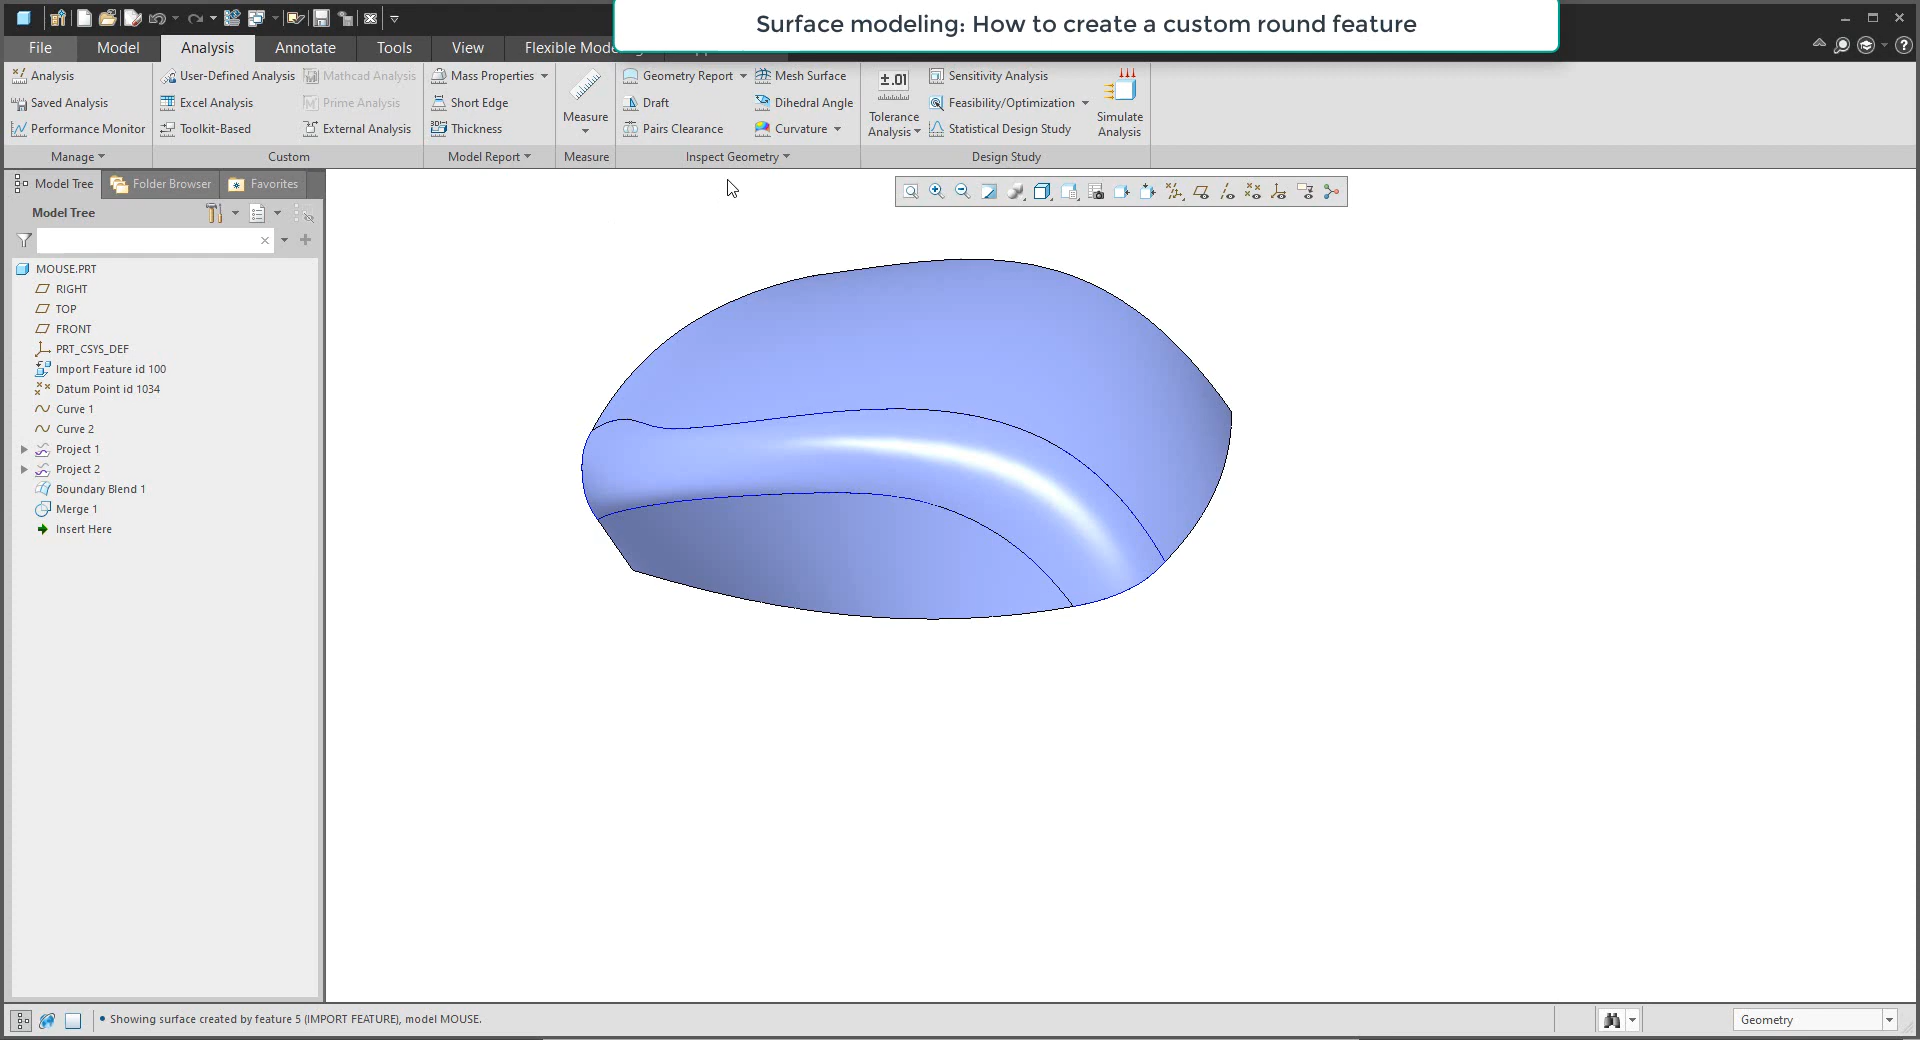 Surface modeling: How to create a custom round feature
File
Model
Analysis
Annotate
Tools
View
Flexible Mod
Analysis
Saved Analysis
Performance Monitor
Manage
User-Defined Analysis
Excel Analysis
Toolkit-Based
Mathcad Analysis
Prime Analysis
External Analysis
Custom
Mass Properties
Short Edge
Thickness
Model Report
Measure
Measure
Geometry Report
Draft
Pairs Clearance
Mesh Surface
Dihedral Angle
Curvature
Inspect Geometry
±.01
Tolerance
Analysis
Sensitivity Analysis
Feasibility/Optimization
Statistical Design Study
Simulate
Analysis
Design Study
Model Tree
Folder Browser
Favorites
Model Tree
MOUSE.PRT
RIGHT
TOP
FRONT
PRT_CSYS_DEF
Import Feature id 100
Datum Point id 1034
Curve 1
Curve 2
Project 1
Project 2
Boundary Blend 1
Merge 1
Insert Here
Showing surface created by feature 5 (IMPORT FEATURE), model MOUSE.
Geometry